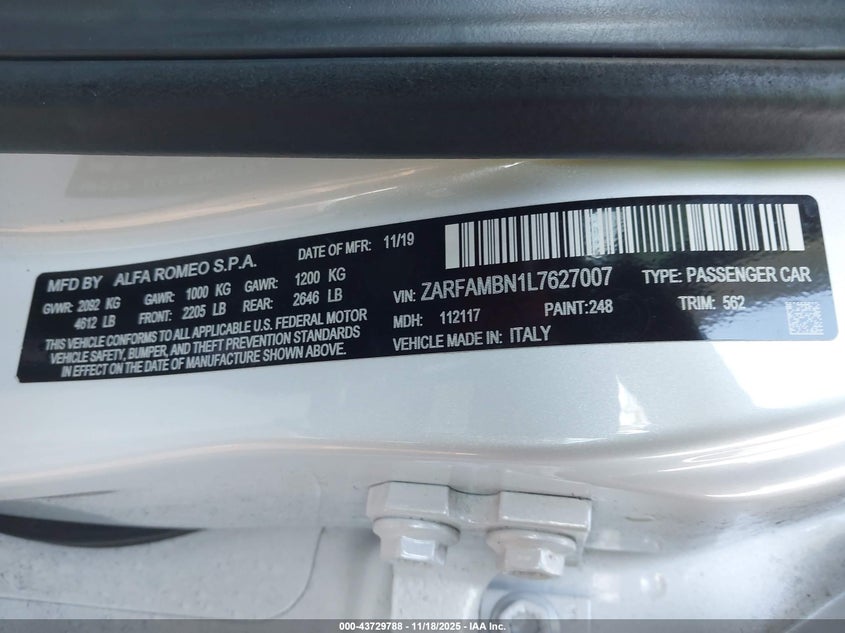 MFD BY ALFA ROMEO S.P.A. DATE OF MFR: 11/19
GVWR: 2092 KG GAWR: 1000 KG GAWR: 1200 KG
4612 LB FRONT: 2205 LB REAR: 2646 LB
THIS VEHICLE CONFORMS TO ALL APPLICABLE U.S. FEDERAL MOTOR
VEHICLE SAFETY, BUMPER, AND THEFT PREVENTION STANDARDS
IN EFFECT ON THE DATE OF MANUFACTURE SHOWN ABOVE.
VIN: ZARFAMBN1L7627007 TYPE: PASSENGER CAR
MDH: 112117 PAINT:248 TRIM: 562
VEHICLE MADE IN: ITALY
000-43729788 - 11/18/2025 - IAA Inc.